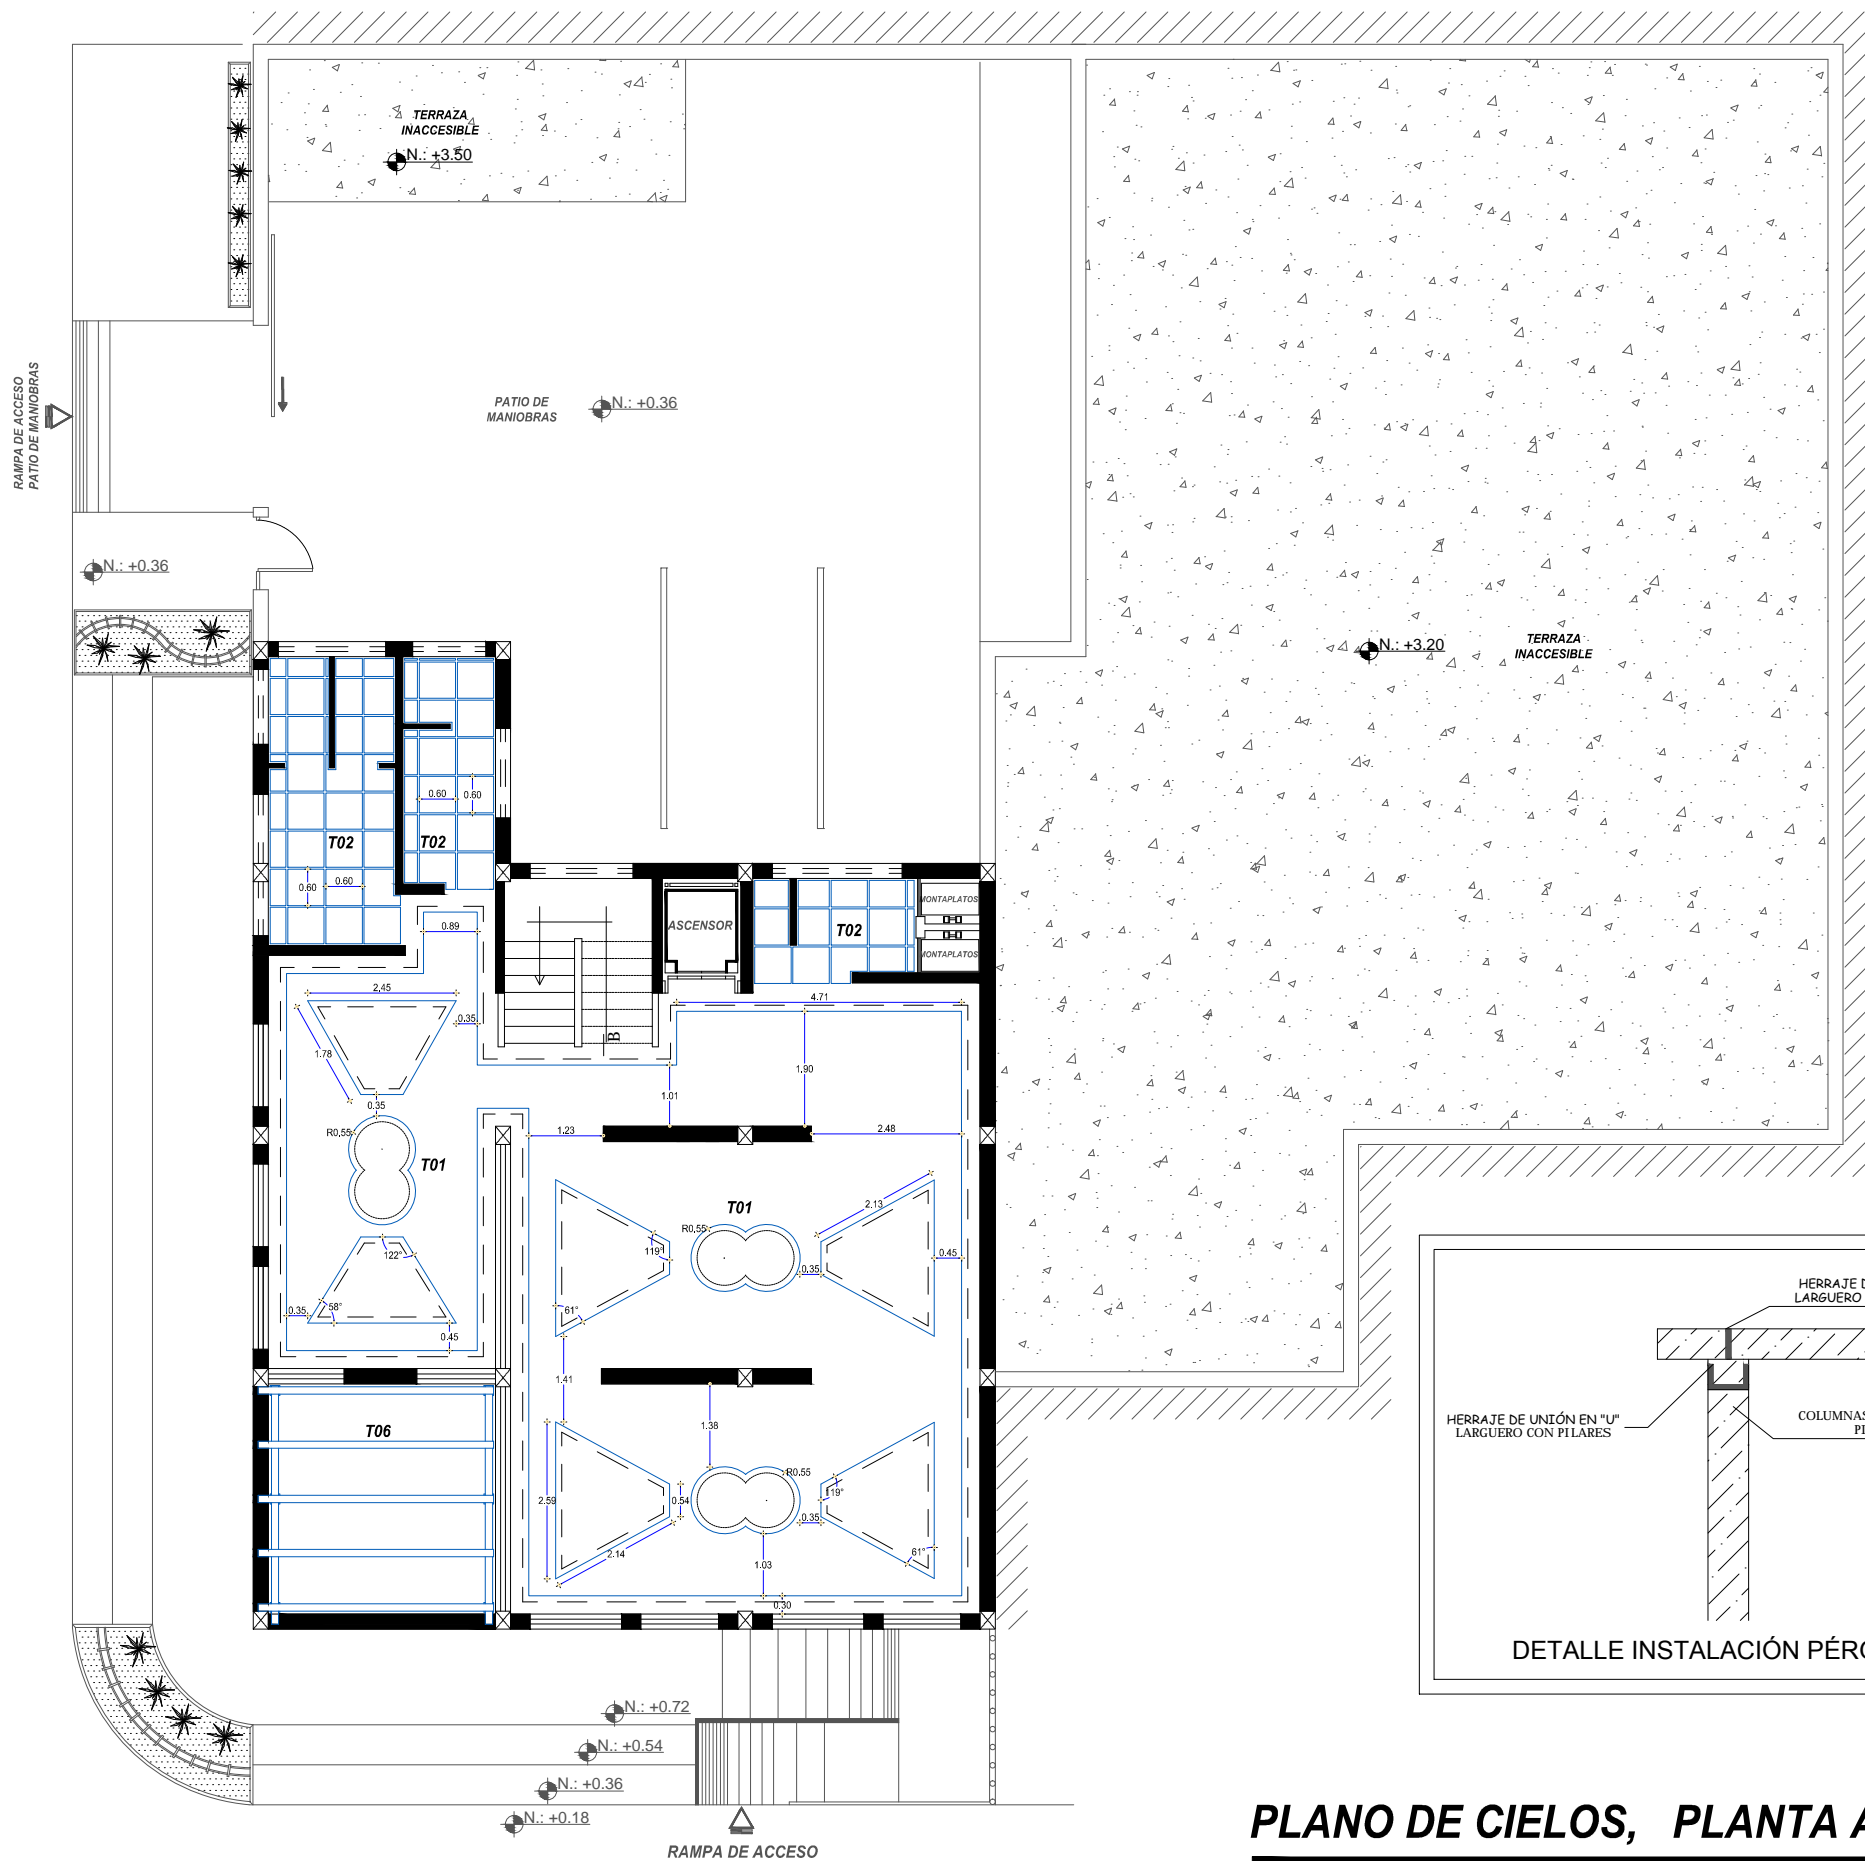 TERRAZA
INACCESIBLE
N.: +3.50
RAMPA DE ACCESO
PATIO DE MANIOBRAS
PATIO DE
MANIOBRAS
N.: +0.36
N.: +0.36
N.: +3.20
TERRAZA
INACCESIBLE
0.60
0.60
T02
T02
0.60
0.60
0.89
ASCENSOR
T02
MONTAPLATOS
MONTAPLATOS
2.45
4.71
0.35
1.78
B
1.90
0.35
1.01
R0,55
1.23
2.48
T01
T01
2.13
R0,55
119°
122°
0.45
0.35
61°
58°
0.35
0.45
1.41
1.38
T06
R0.55
2.59
0.54
119°
0.35
2.14
1.03
61°
0.30
HERRAJE DE UNIÓN EN "U"
LARGUERO CON PILARES
HERRAJE D
LARGUERO
COLUMNAS
DETALLE INSTALACIÓN PÉRG
N.: +0.72
N.: +0.54
N.: +0.36
N.: +0.18
RAMPA DE ACCESO
PLANO DE CIELOS, PLANTA A